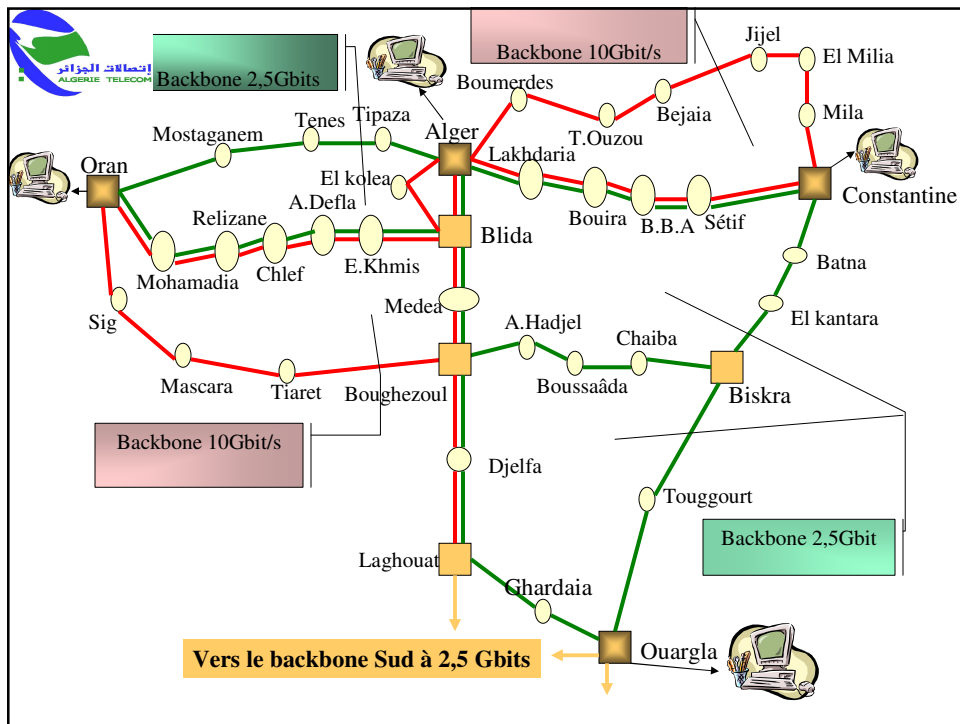 إتصالات الجزائر
ALGERIE TELECOM
Backbone 2,5Gbits
Backbone 10Gbit/s
Jijel
El Milia
Boumerdes
Bejaia
Mila
T.Ouzou
Mostaganem
Tenes
Tipaza
Alger
Oran
Lakhdaria
Constantine
El kolea
Bouira
B.B.A
Sétif
Relizane
A.Defla
Blida
Mohamadia
Chlef
E.Khmis
Batna
Medea
El kantara
Sig
A.Hadjel
Chaiba
Mascara
Tiaret
Boughezoul
Boussaâda
Biskra
Backbone 10Gbit/s
Djelfa
Touggourt
Backbone 2,5Gbit
Laghouat
Ghardaia
Vers le backbone Sud à 2,5 Gbits
Ouargla